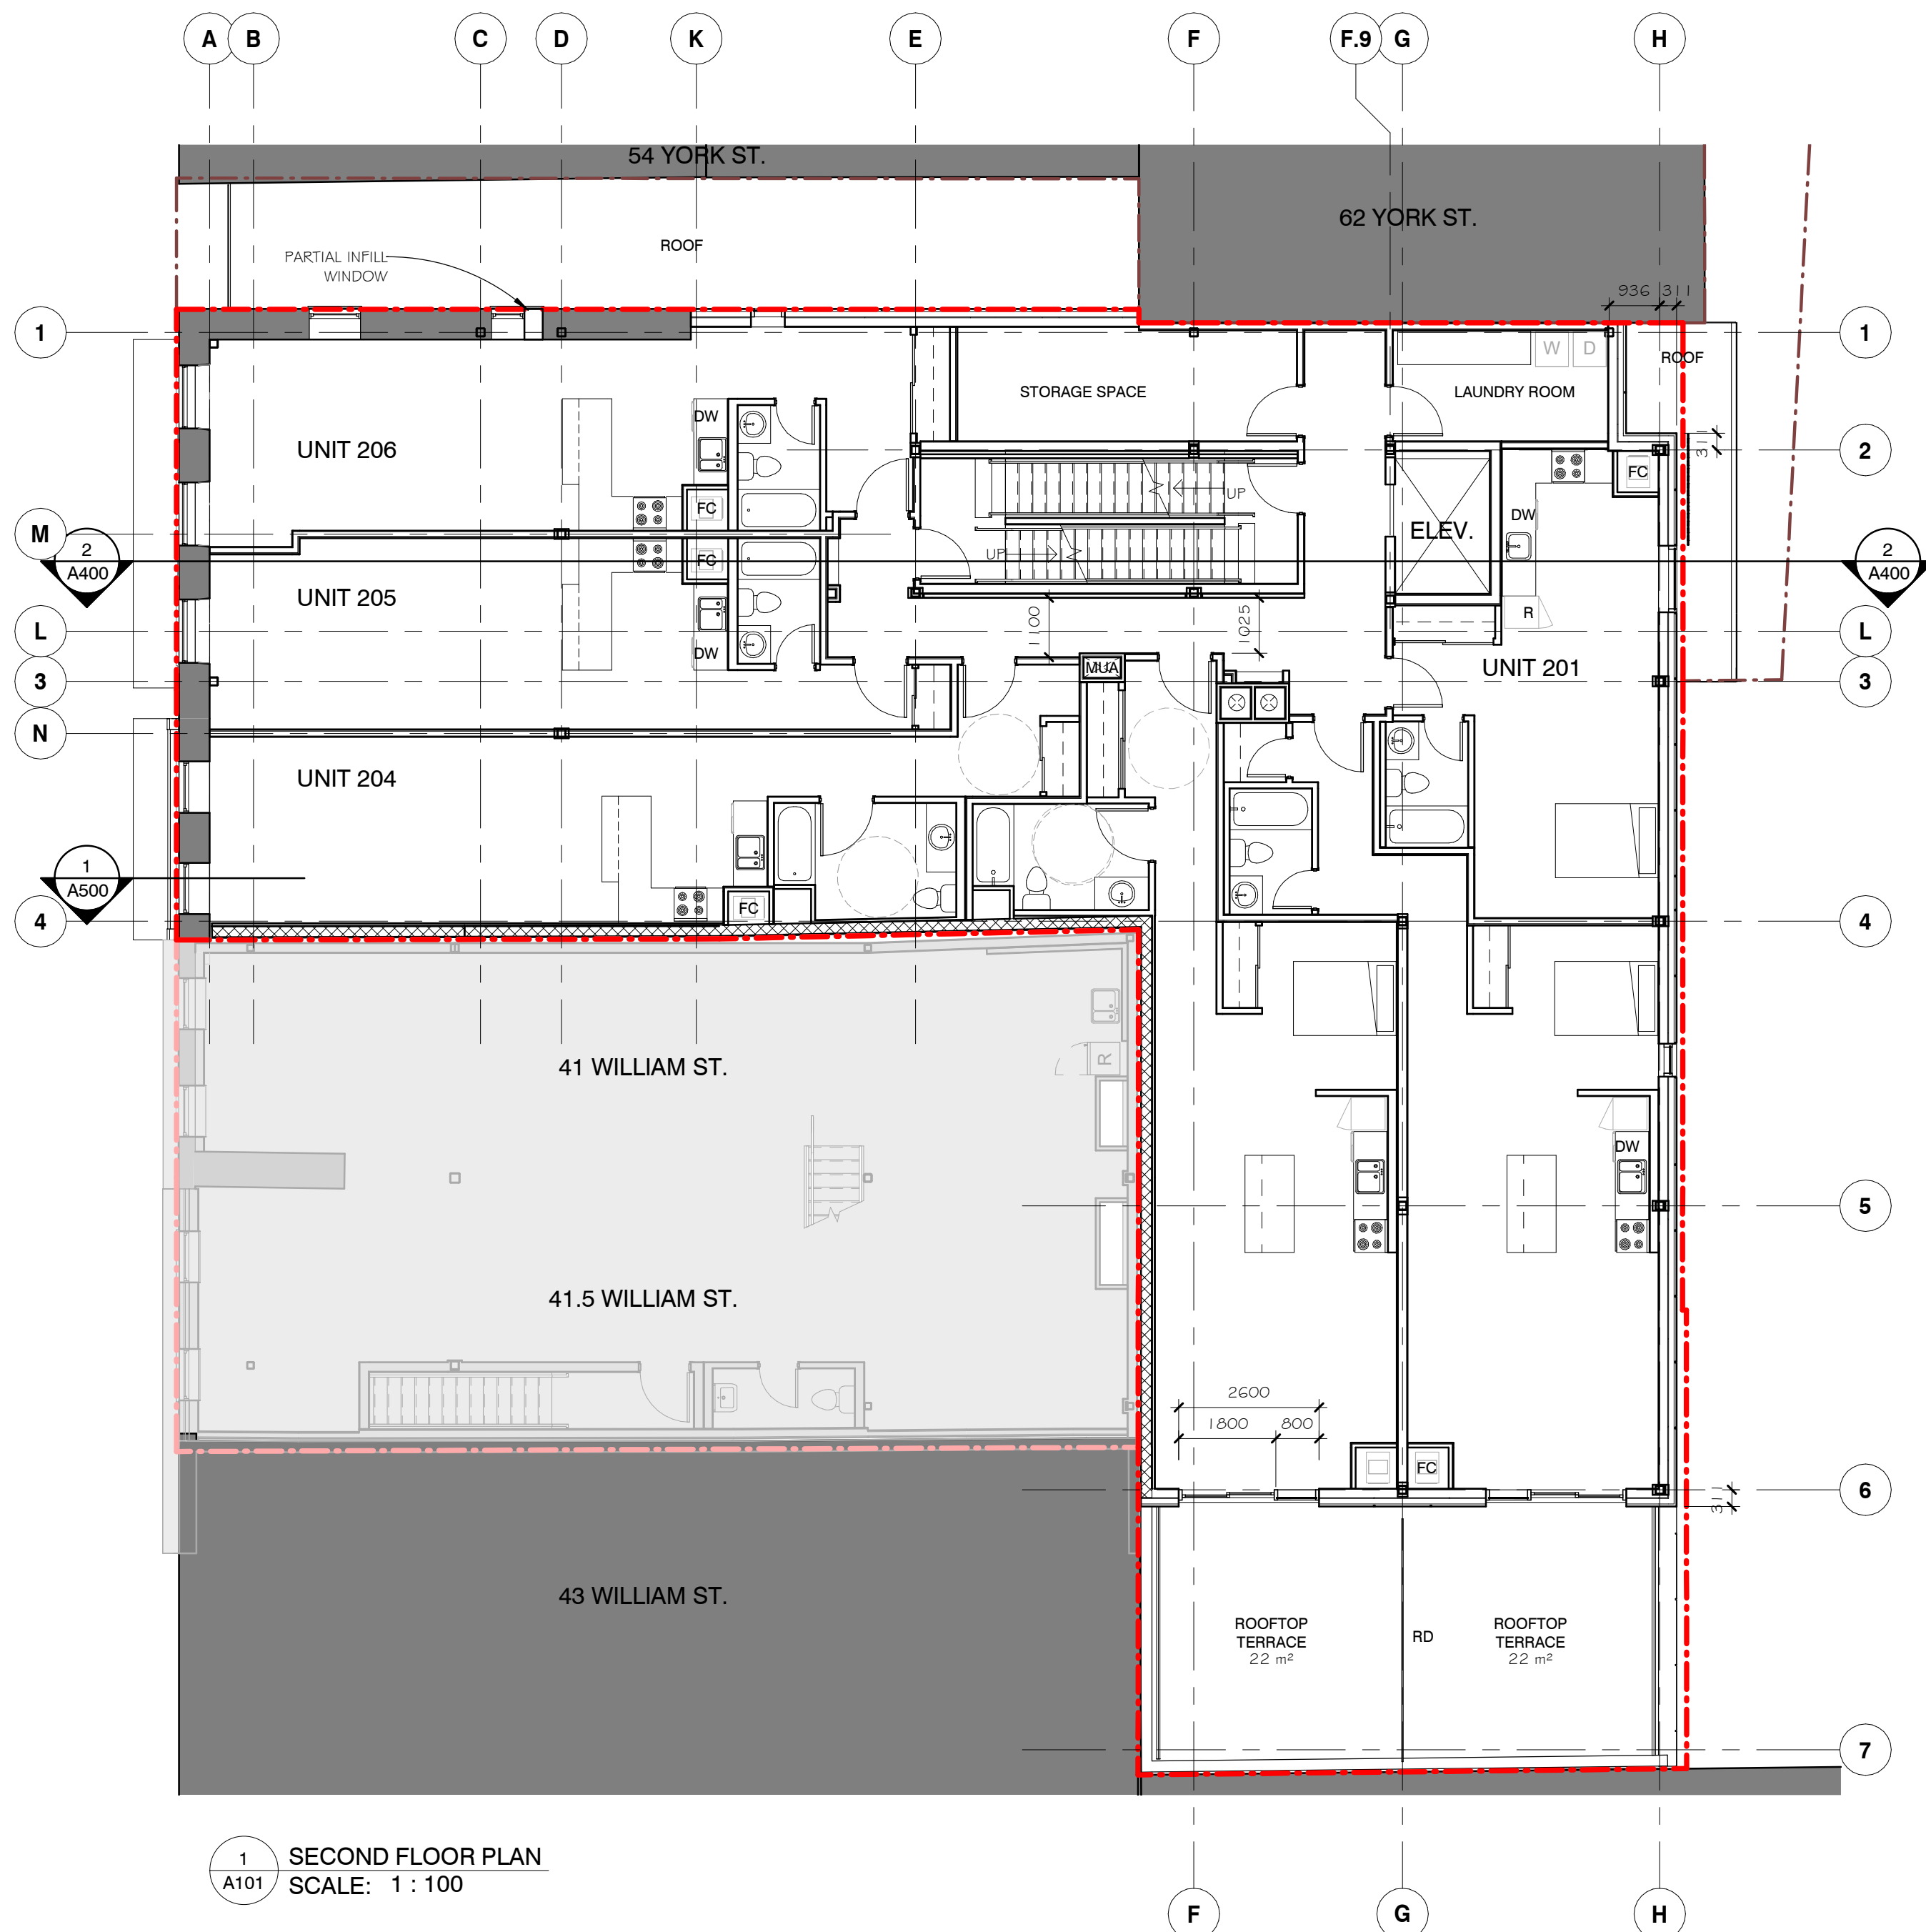 A B C D K E F F.9 G H
54 YORK ST.
62 YORK ST.
ROOF
PARTIAL INFILL
WINDOW
936 311
1 1
ROOF
W D
STORAGE SPACE
LAUNDRY ROOM
DW
UNIT 206
2
311
FC
UP
FC
DW
ELEV.
M
2
A400
2
A400
UP
FC
UNIT 205
R
1100
1025
L L
DW
MUA
UNIT 201
3 3
N
UNIT 204
1
A500
FC
4 4
41 WILLIAM ST.
R
DW
5
41.5 WILLIAM ST.
2600
1800 800
FC
6
311
43 WILLIAM ST.
ROOFTOP
TERRACE
22 m²
RD
ROOFTOP
TERRACE
22 m²
7
1
A101
SECOND FLOOR PLAN
SCALE: 1 : 100
F G H